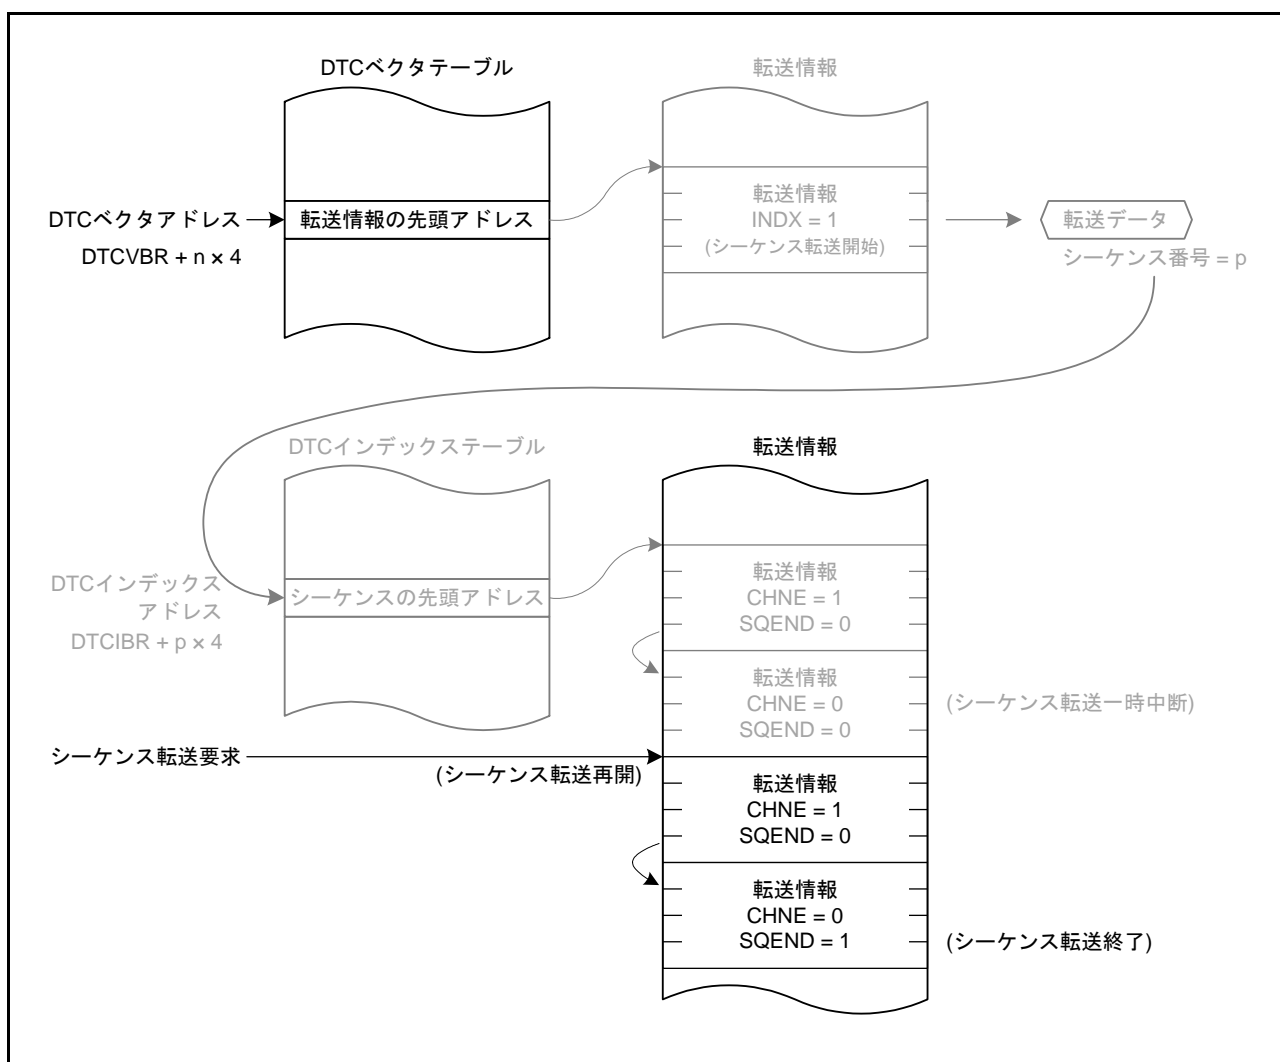 DTCベクタテーブル
転送情報
DTCベクタアドレス
DTCVBR + n × 4
転送情報の先頭アドレス
転送情報
INDX = 1
(シーケンス転送開始)
転送データ
シーケンス番号 = p
DTCインデックステーブル
転送情報
DTCインデックス
アドレス
DTCIBR + p × 4
シーケンスの先頭アドレス
転送情報
CHNE = 1
SQEND = 0
転送情報
CHNE = 0
SQEND = 0
(シーケンス転送一時中断)
シーケンス転送要求
(シーケンス転送再開)
転送情報
CHNE = 1
SQEND = 0
転送情報
CHNE = 0
SQEND = 1
(シーケンス転送終了)